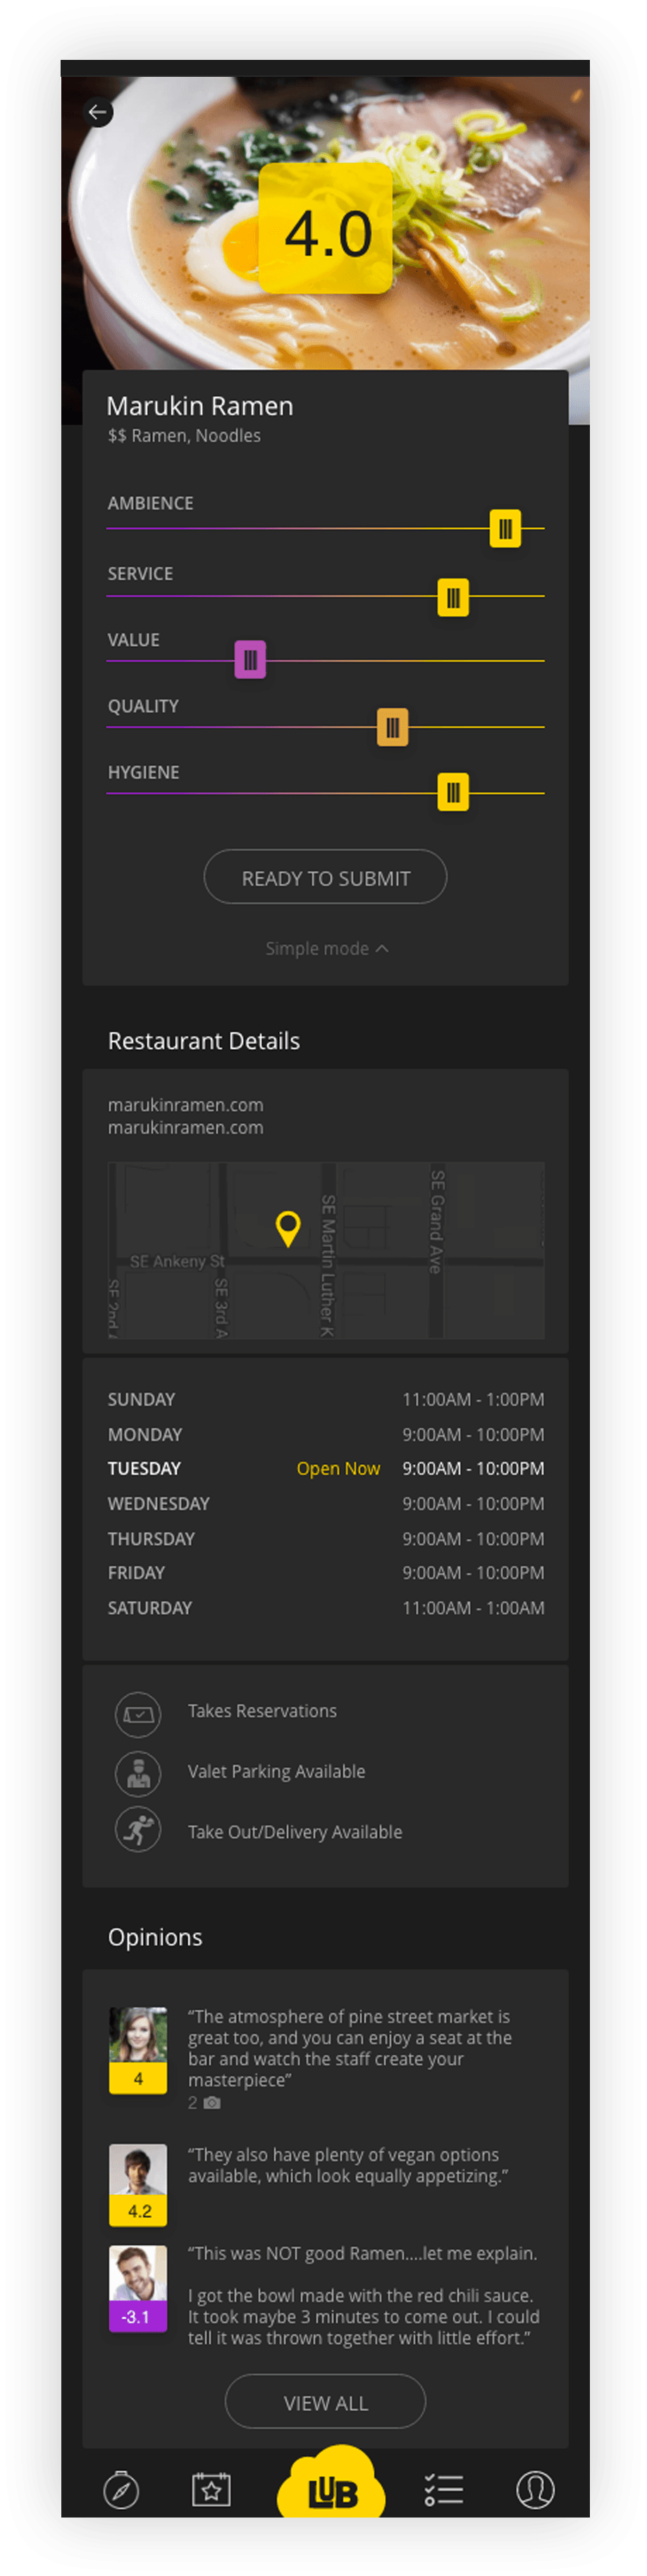 4.0
Marukin Ramen
$$ Ramen, Noodles
AMBIENCE
SERVICE
VALUE
QUALITY
HYGIENE
READY TO SUBMIT
Simple mode
Restaurant Details
marukinramen.com
marukinramen.com
SE Ankeny St
SE 3rd A
SE Martin Luther K
SE Grand Ave
SUNDAY 11:00AM - 1:00PM
MONDAY 9:00AM - 10:00PM
TUESDAY Open Now 9:00AM - 10:00PM
WEDNESDAY 9:00AM - 10:00PM
THURSDAY 9:00AM - 10:00PM
FRIDAY 9:00AM - 10:00PM
SATURDAY 11:00AM - 1:00AM
Takes Reservations
Valet Parking Available
Take Out/Delivery Available
Opinions
“The atmosphere of pine street market is
great too, and you can enjoy a seat at the
bar and watch the staff create your
masterpiece”
4
2
“They also have plenty of vegan options
available, which look equally appetizing.”
4.2
“This was NOT good Ramen....let me explain.
I got the bowl made with the red chili sauce.
It took maybe 3 minutes to come out. I could
tell it was thrown together with little effort.”
-3.1
VIEW ALL
LUB